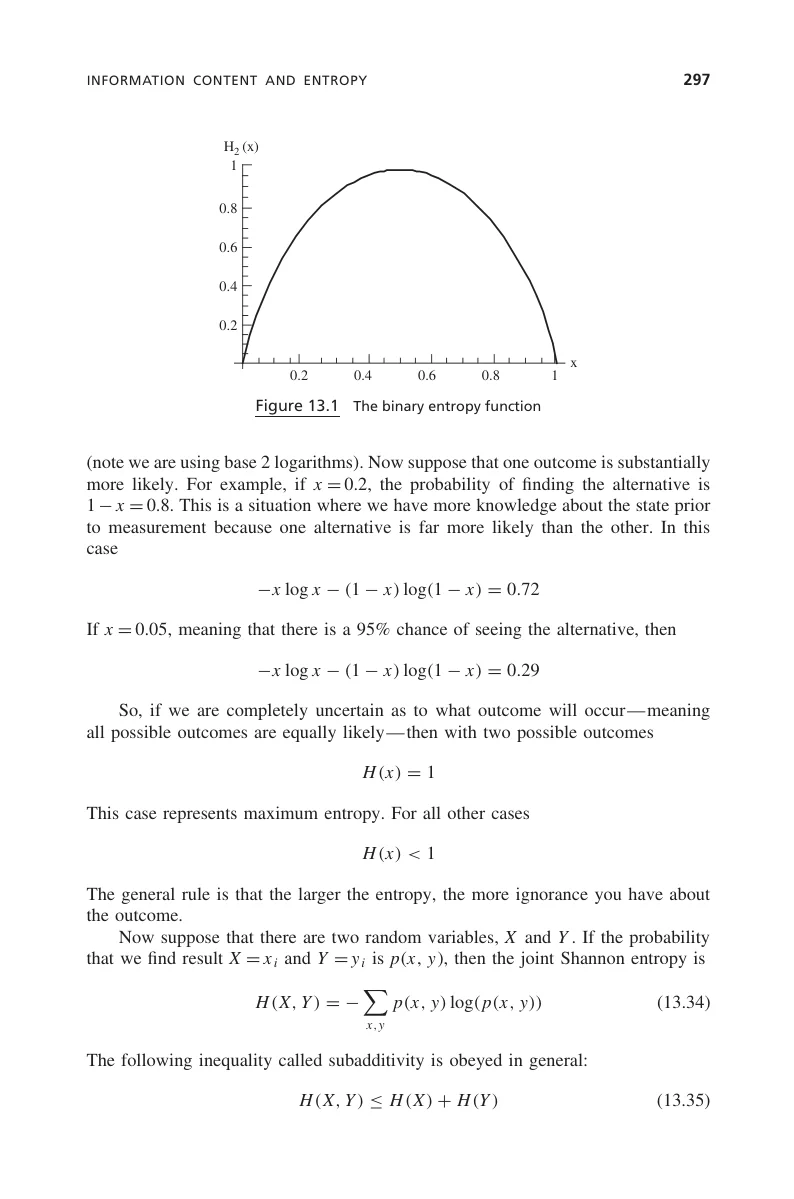 INFORMATION CONTENT AND ENTROPY 297
H₂ (x)
1
0.8
0.6
0.4
0.2
x
0.2 0.4 0.6 0.8 1
Figure 13.1 The binary entropy function
(note we are using base 2 logarithms). Now suppose that one outcome is substantially
more likely. For example, if x = 0.2, the probability of finding the alternative is
1 − x = 0.8. This is a situation where we have more knowledge about the state prior
to measurement because one alternative is far more likely than the other. In this
case
−x log x − (1 − x) log(1 − x) = 0.72
If x = 0.05, meaning that there is a 95% chance of seeing the alternative, then
−x log x − (1 − x) log(1 − x) = 0.29
So, if we are completely uncertain as to what outcome will occur—meaning
all possible outcomes are equally likely—then with two possible outcomes
H(x) = 1
This case represents maximum entropy. For all other cases
H(x) < 1
The general rule is that the larger the entropy, the more ignorance you have about
the outcome.
Now suppose that there are two random variables, X and Y. If the probability
that we find result X = xᵢ and Y = yᵢ is p(x, y), then the joint Shannon entropy is
H(X, Y) = − ∑ p(x, y) log(p(x, y)) (13.34)
x,y
The following inequality called subadditivity is obeyed in general:
H(X, Y) ≤ H(X) + H(Y) (13.35)